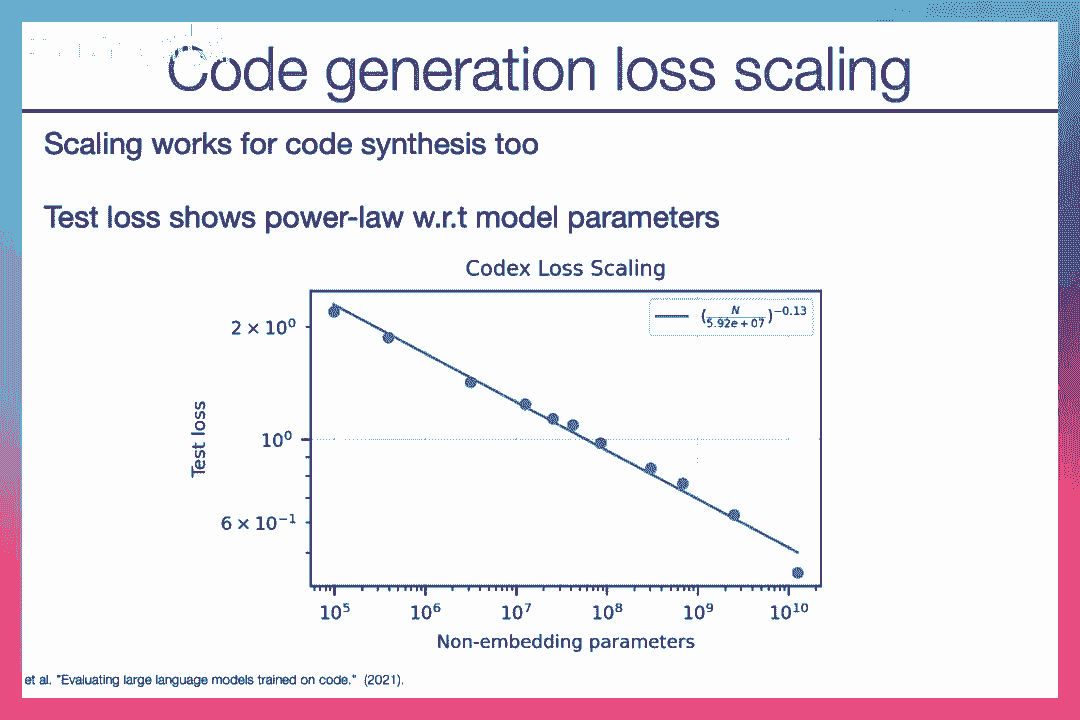 Code generation loss scaling
Scaling works for code synthesis too
Test loss shows power-law w.r.t model parameters
Codex Loss Scaling
(N/5.92e+07)^−0.13
2 × 10^0
10^0
6 × 10^−1
Test loss
10^5 10^6 10^7 10^8 10^9 10^10
Non-embedding parameters
et al. "Evaluating large language models trained on code." (2021).